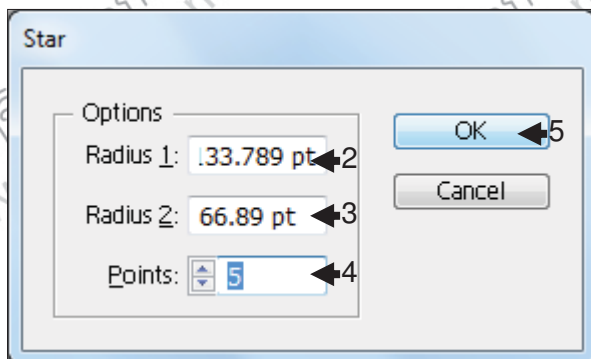 Star
Options
Radius 1: .33.789 pt 2
Radius 2: 66.89 pt 3
Points: 5 4
OK 5
Cancel